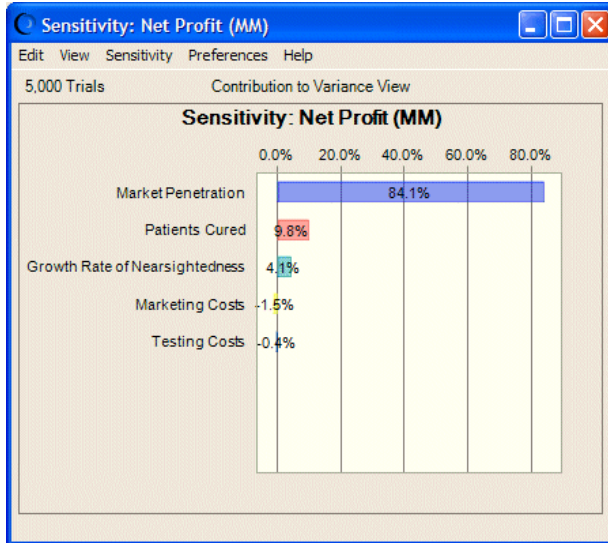 Sensitivity: Net Profit (MM)
Edit View Sensitivity Preferences Help
5,000 Trials Contribution to Variance View
Sensitivity: Net Profit (MM)
0.0% 20.0% 40.0% 60.0% 80.0%
Market Penetration 84.1%
Patients Cured 9.8%
Growth Rate of Nearsightedness 4.1%
Marketing Costs -1.5%
Testing Costs -0.4%